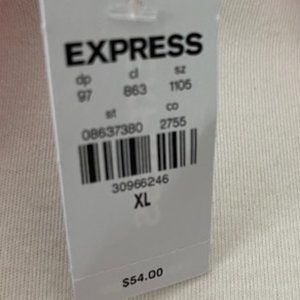 EXPRESS
dp cl sz
97 863 1105
st co
08637380 2755
30966246
XL
$54.00